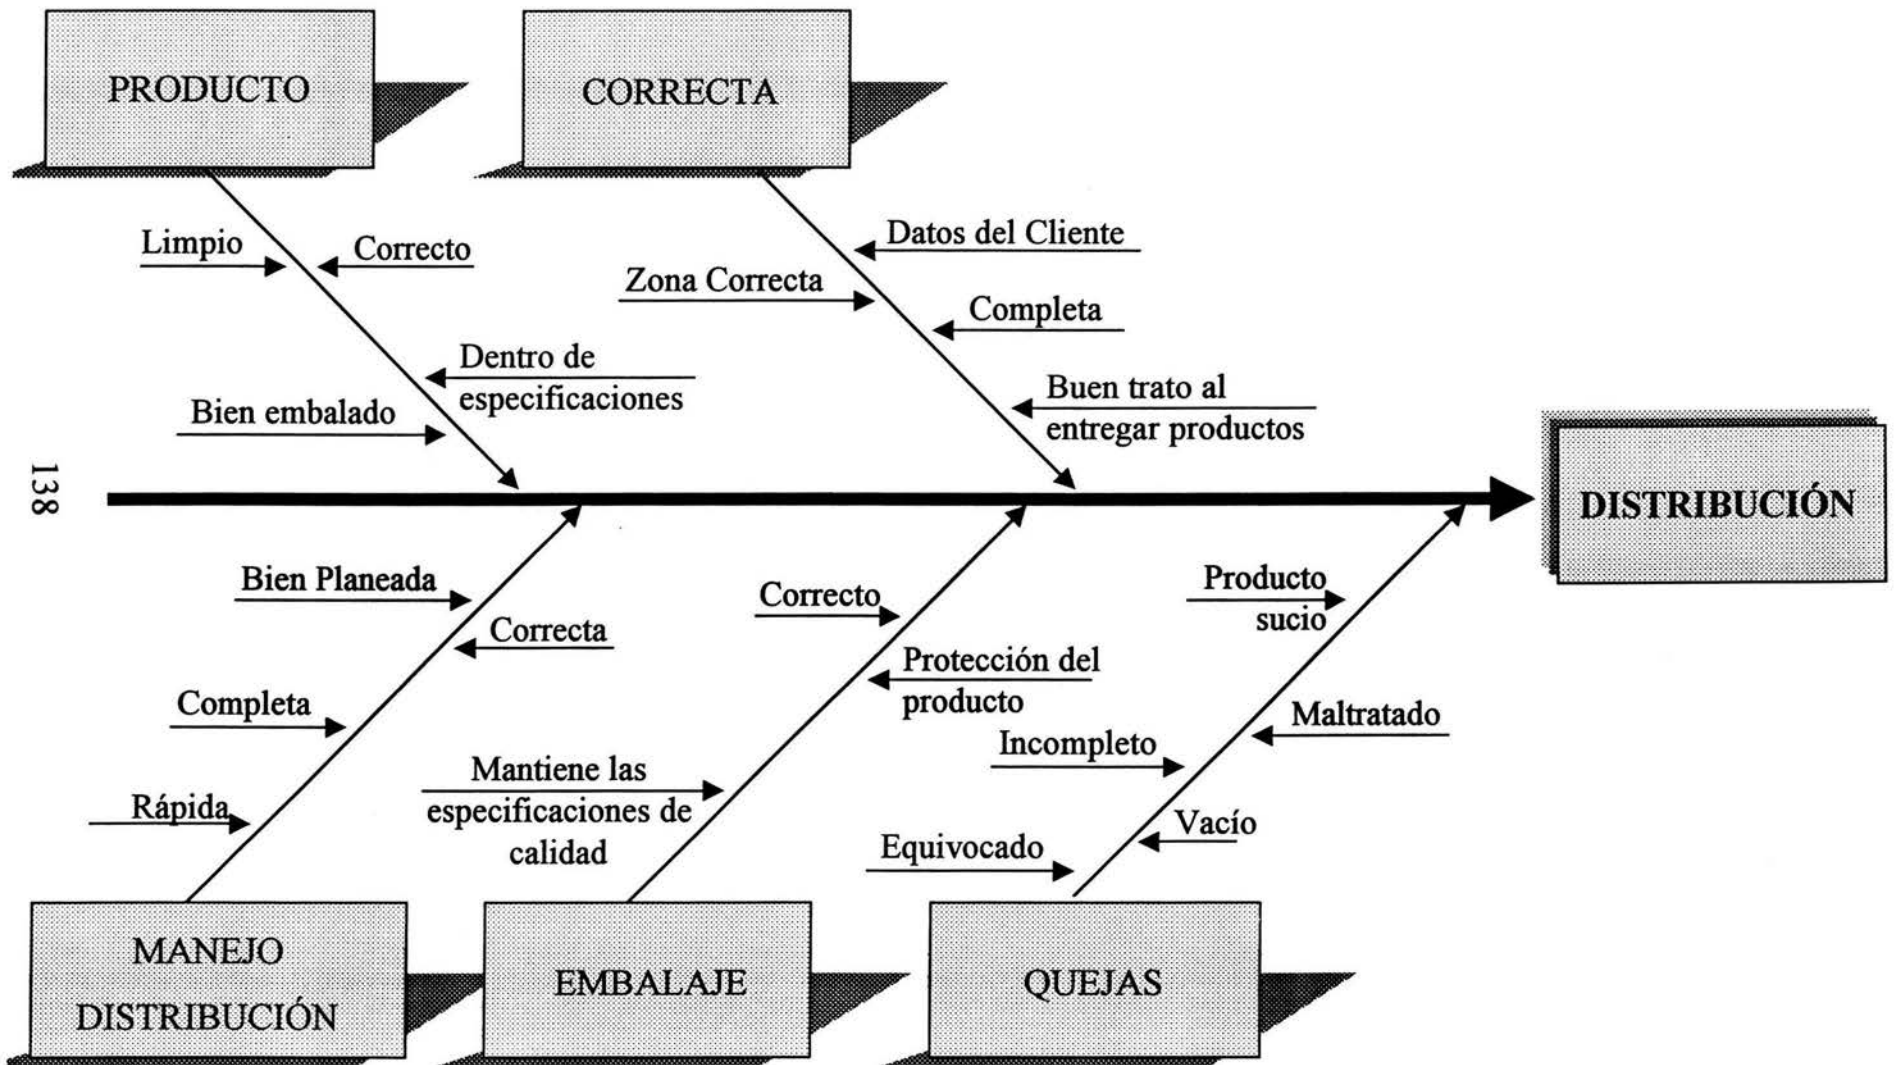 PRODUCTO
CORRECTA
Limpio
Correcto
Datos del Cliente
Zona Correcta
Completa
Dentro de
especificaciones
Bien embalado
Buen trato al
entregar productos
138
DISTRIBUCIÓN
Bien Planeada
Correcta
Completa
Rápida
Correcto
Protección del
producto
Mantiene las
especificaciones de
calidad
Producto
sucio
Maltratado
Incompleto
Vacío
Equivocado
MANEJO
DISTRIBUCIÓN
EMBALAJE
QUEJAS